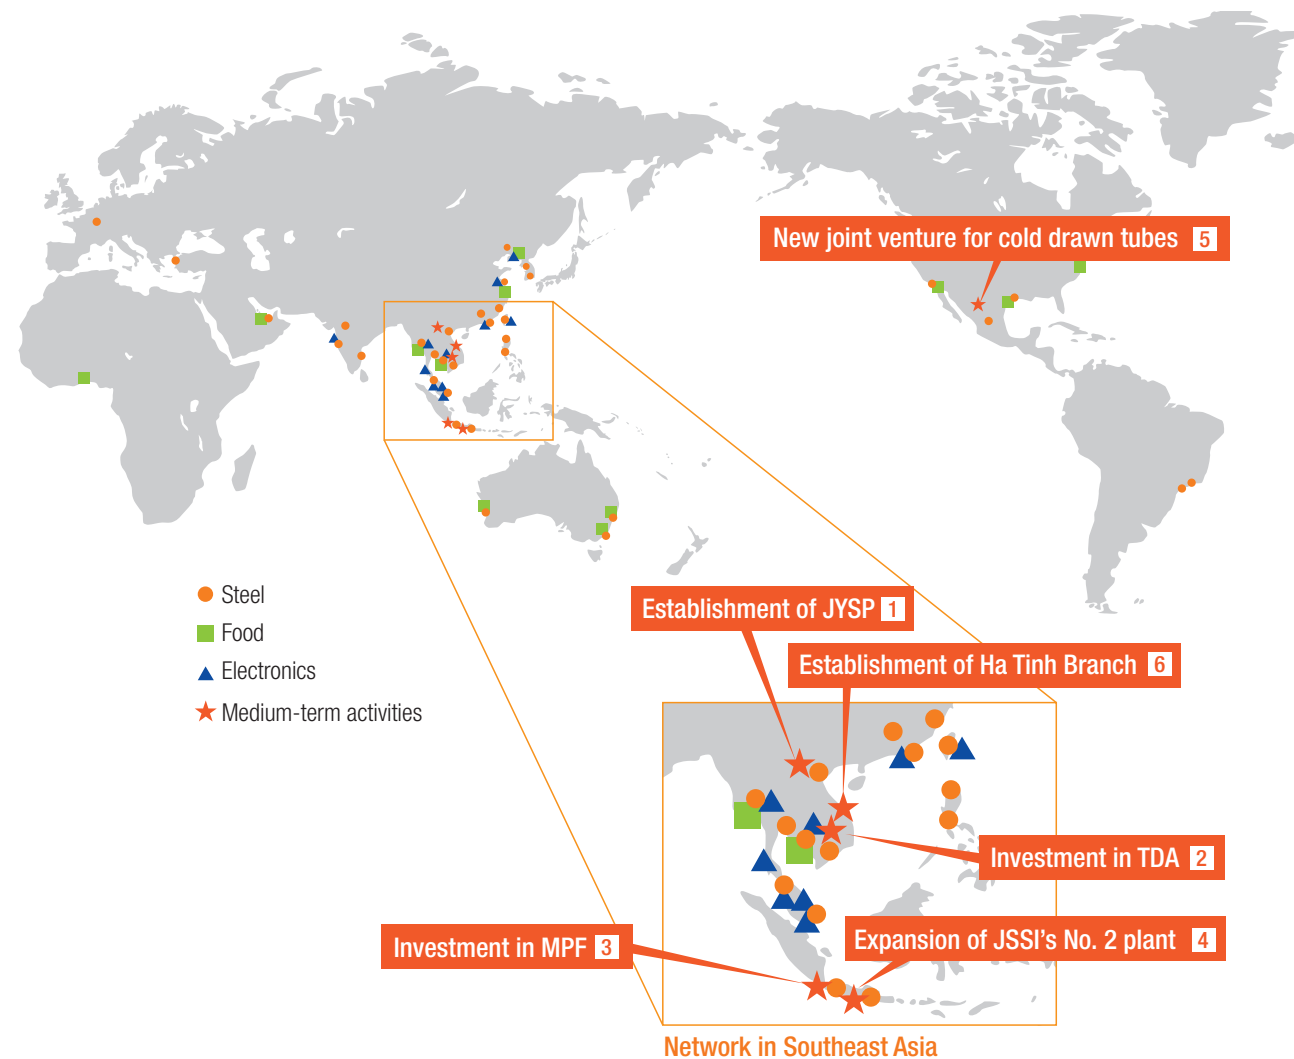 New joint venture for cold drawn tubes 5
Steel
Food
Electronics
Medium-term activities
Establishment of JYSP 1
Establishment of Ha Tinh Branch 6
Investment in TDA 2
Investment in MPF 3
Expansion of JSSI's No. 2 plant 4
Network in Southeast Asia